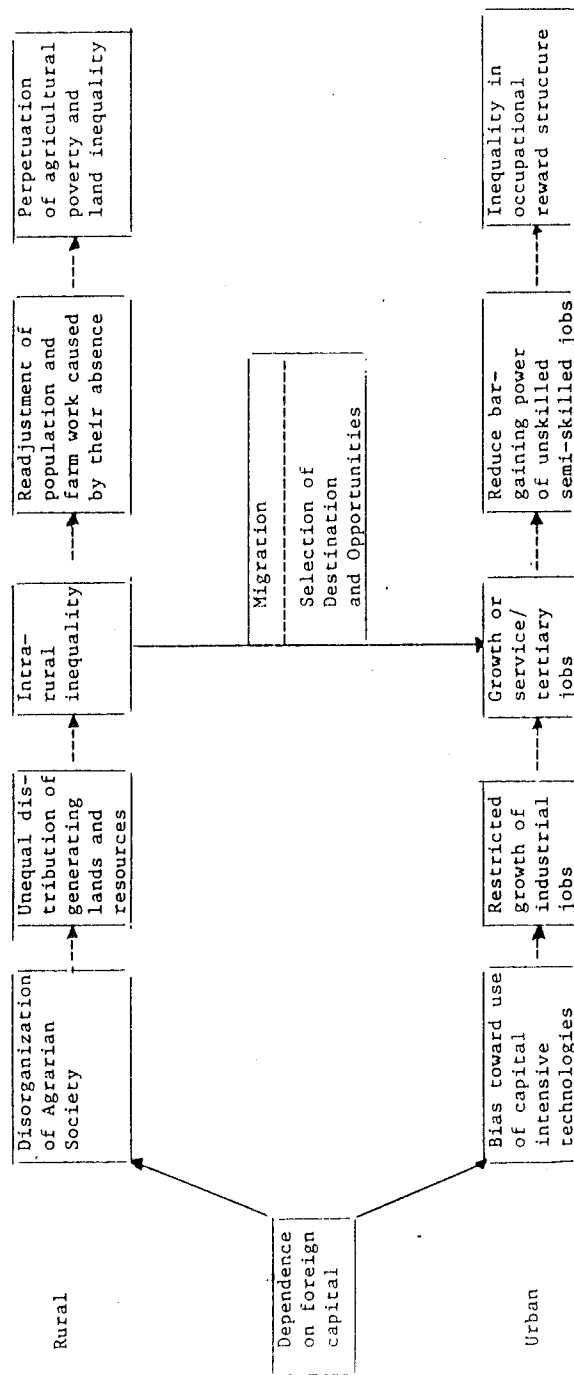 Rural
Disorganization
of Agrarian
Society
Unequal dis-
tribution of
generating
lands and
resources
Intra-
rural
inequality
Readjustment of
population and
farm work caused
by their absence
Perpetuation
of agricultural
poverty and
land inequality
Dependence
on foreign
capital
Migration
Selection of
Destination
and Opportunities
Urban
Bias toward use
of capital
intensive
technologies
Restricted
growth of
industrial
jobs
Growth or
service/
tertiary
jobs
Reduce bar-
gaining power
of unskilled
semi-skilled jobs
Inequality in
occupational
reward structure